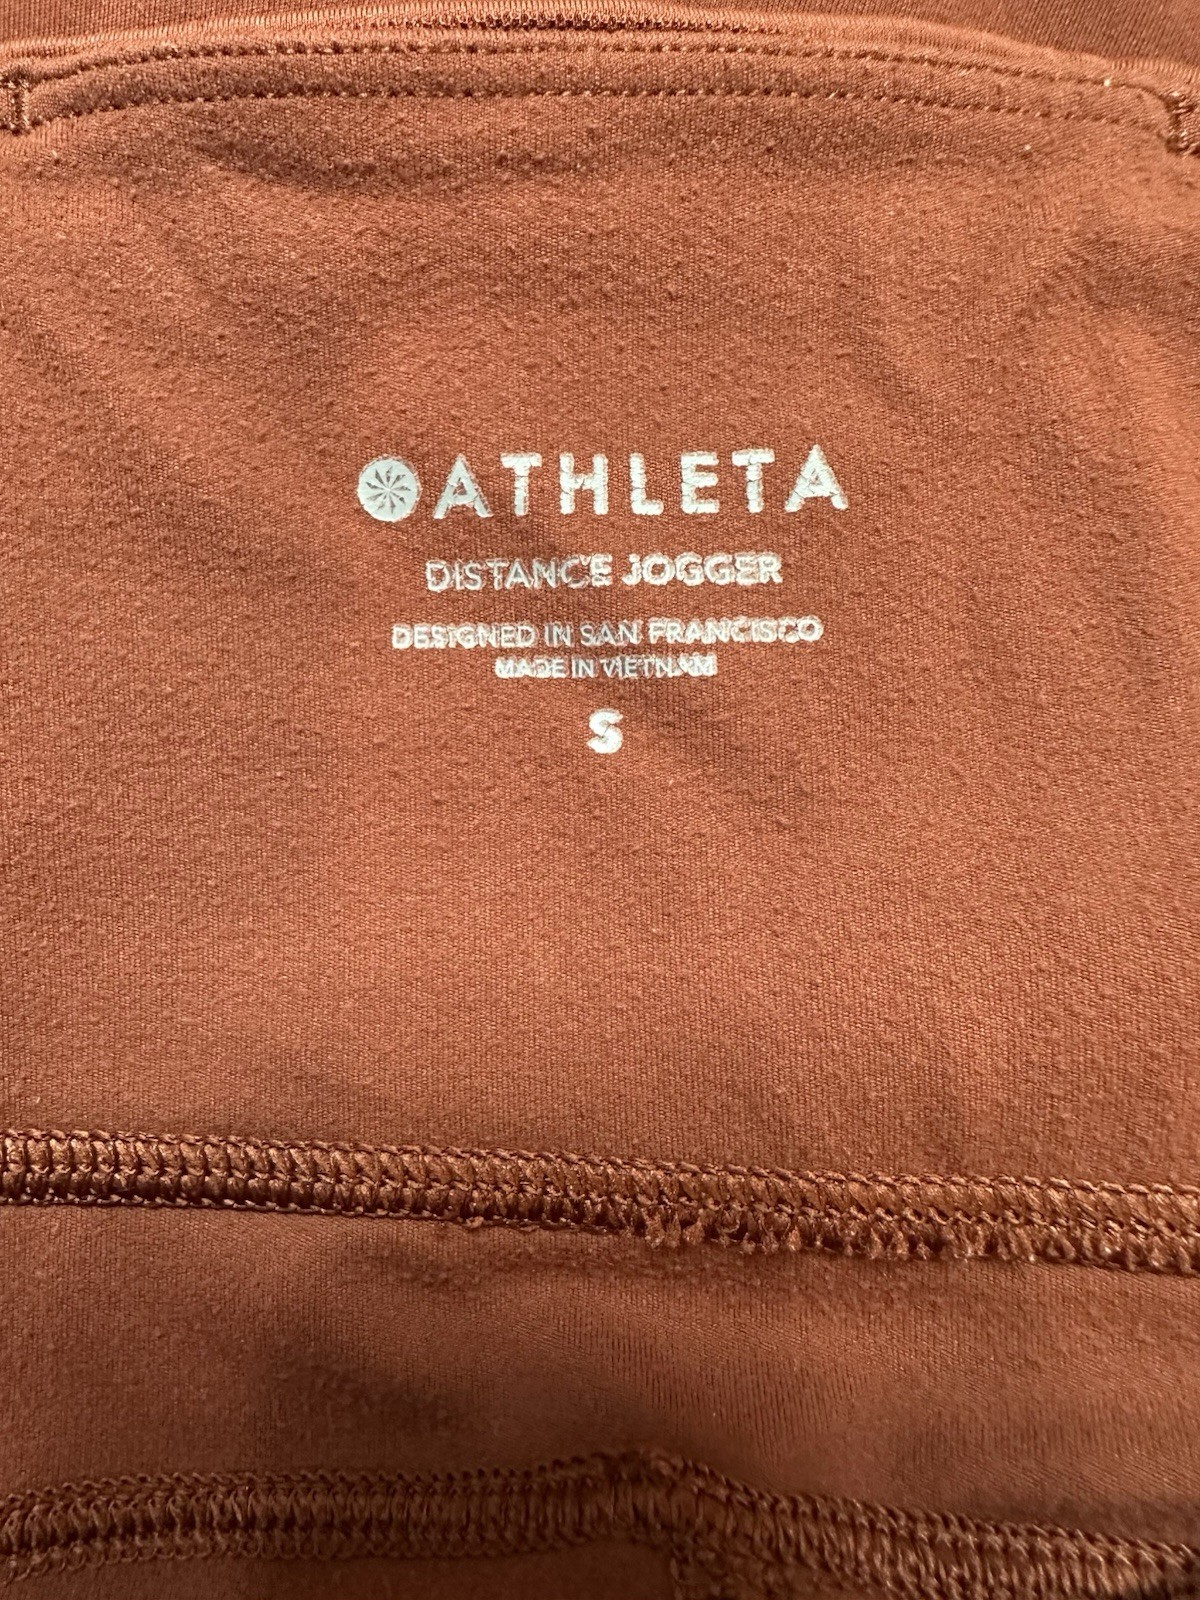 ATHLETA
DISTANCE JOGGER
DESIGNED IN SAN FRANCISCO
MADE IN VIETNAM
S